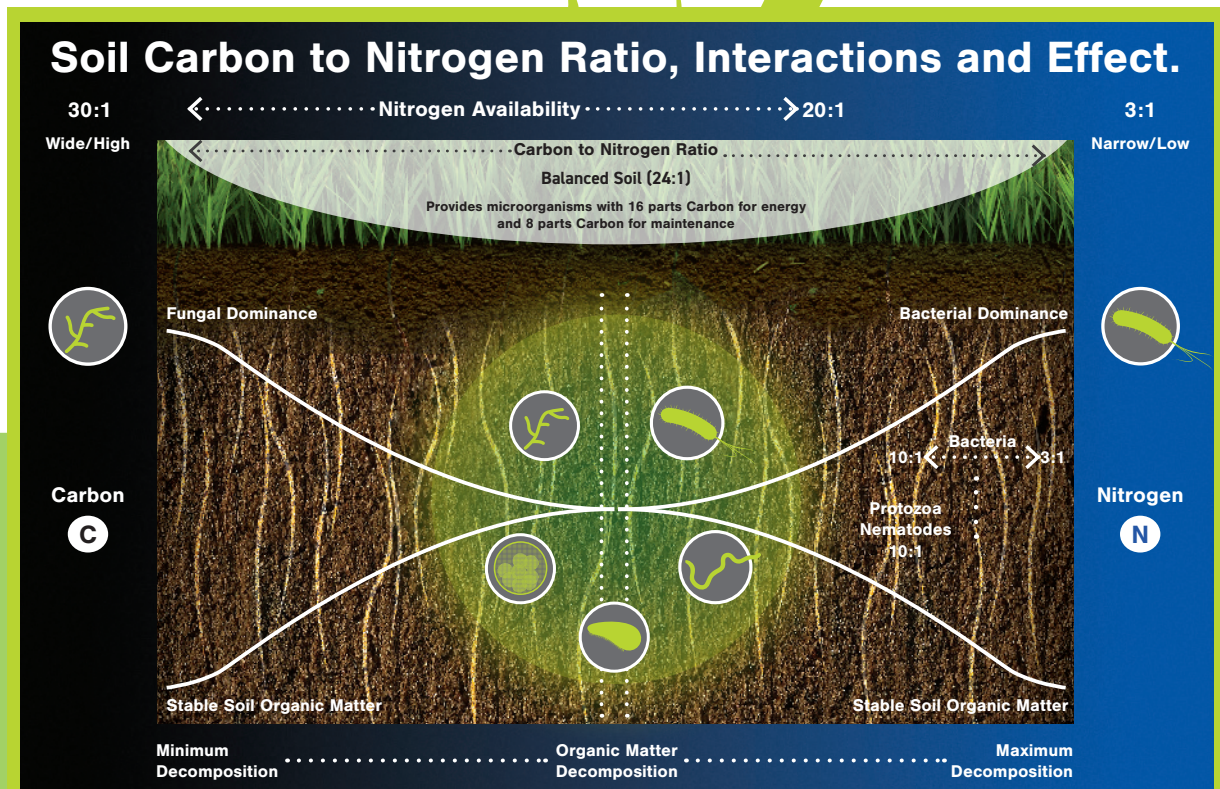 Soil Carbon to Nitrogen Ratio, Interactions and Effect.
30:1
Nitrogen Availability
20:1
3:1
Wide/High
Narrow/Low
Carbon to Nitrogen Ratio
Balanced Soil (24:1)
Provides microorganisms with 16 parts Carbon for energy
and 8 parts Carbon for maintenance
Fungal Dominance
Bacterial Dominance
Bacteria
10:1
3:1
Carbon
C
Nitrogen
N
Protozoa
Nematodes
10:1
Stable Soil Organic Matter
Stable Soil Organic Matter
Minimum
Decomposition
Organic Matter
Decomposition
Maximum
Decomposition